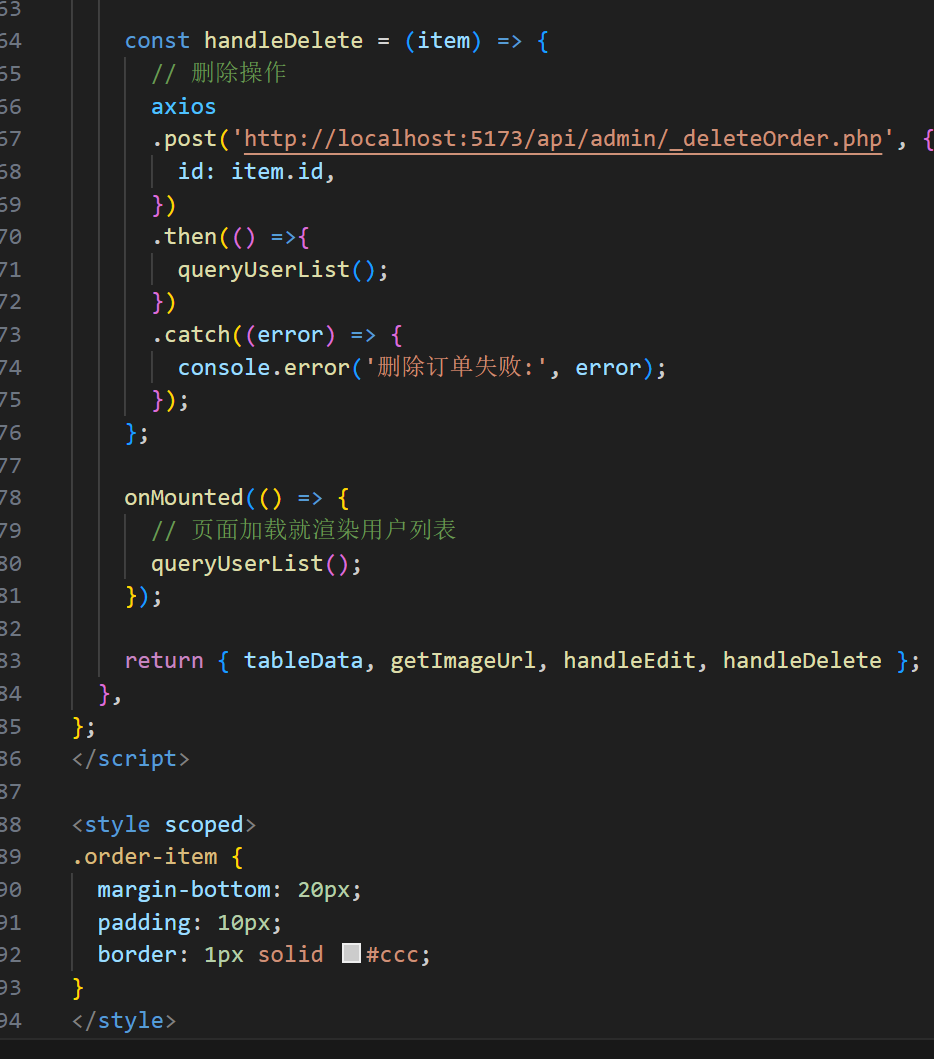 63
64 const handleDelete = (item) => {
65 // 删除操作
66 axios
67 .post('http://localhost:5173/api/admin/_deleteOrder.php', {
68 id: item.id,
69 })
70 .then(() =>{
71 queryUserList();
72 })
73 .catch((error) => {
74 console.error('删除订单失败:', error);
75 });
76 };
77
78 onMounted(() => {
79 // 页面加载就渲染用户列表
80 queryUserList();
81 });
82
83 return { tableData, getImageUrl, handleEdit, handleDelete };
84 },
85 };
86 </script>
87
88 <style scoped>
89 .order-item {
90 margin-bottom: 20px;
91 padding: 10px;
92 border: 1px solid #ccc;
93 }
94 </style>